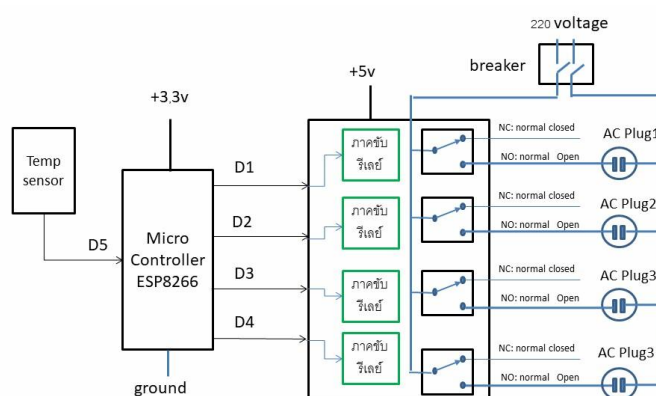 220 voltage
breaker
+5v
+3,3v
Temp
sensor
D5
Micro
Controller
ESP8266
ground
D1
D2
D3
D4
ภาคขับ
รีเลย์
ภาคขับ
รีเลย์
ภาคขับ
รีเลย์
ภาคขับ
รีเลย์
NC: normal closed
NO: normal Open
AC Plug1
NC: normal closed
NO: normal Open
AC Plug2
NC: normal closed
NO: normal Open
AC Plug3
NC: normal closed
NO: normal Open
AC Plug3